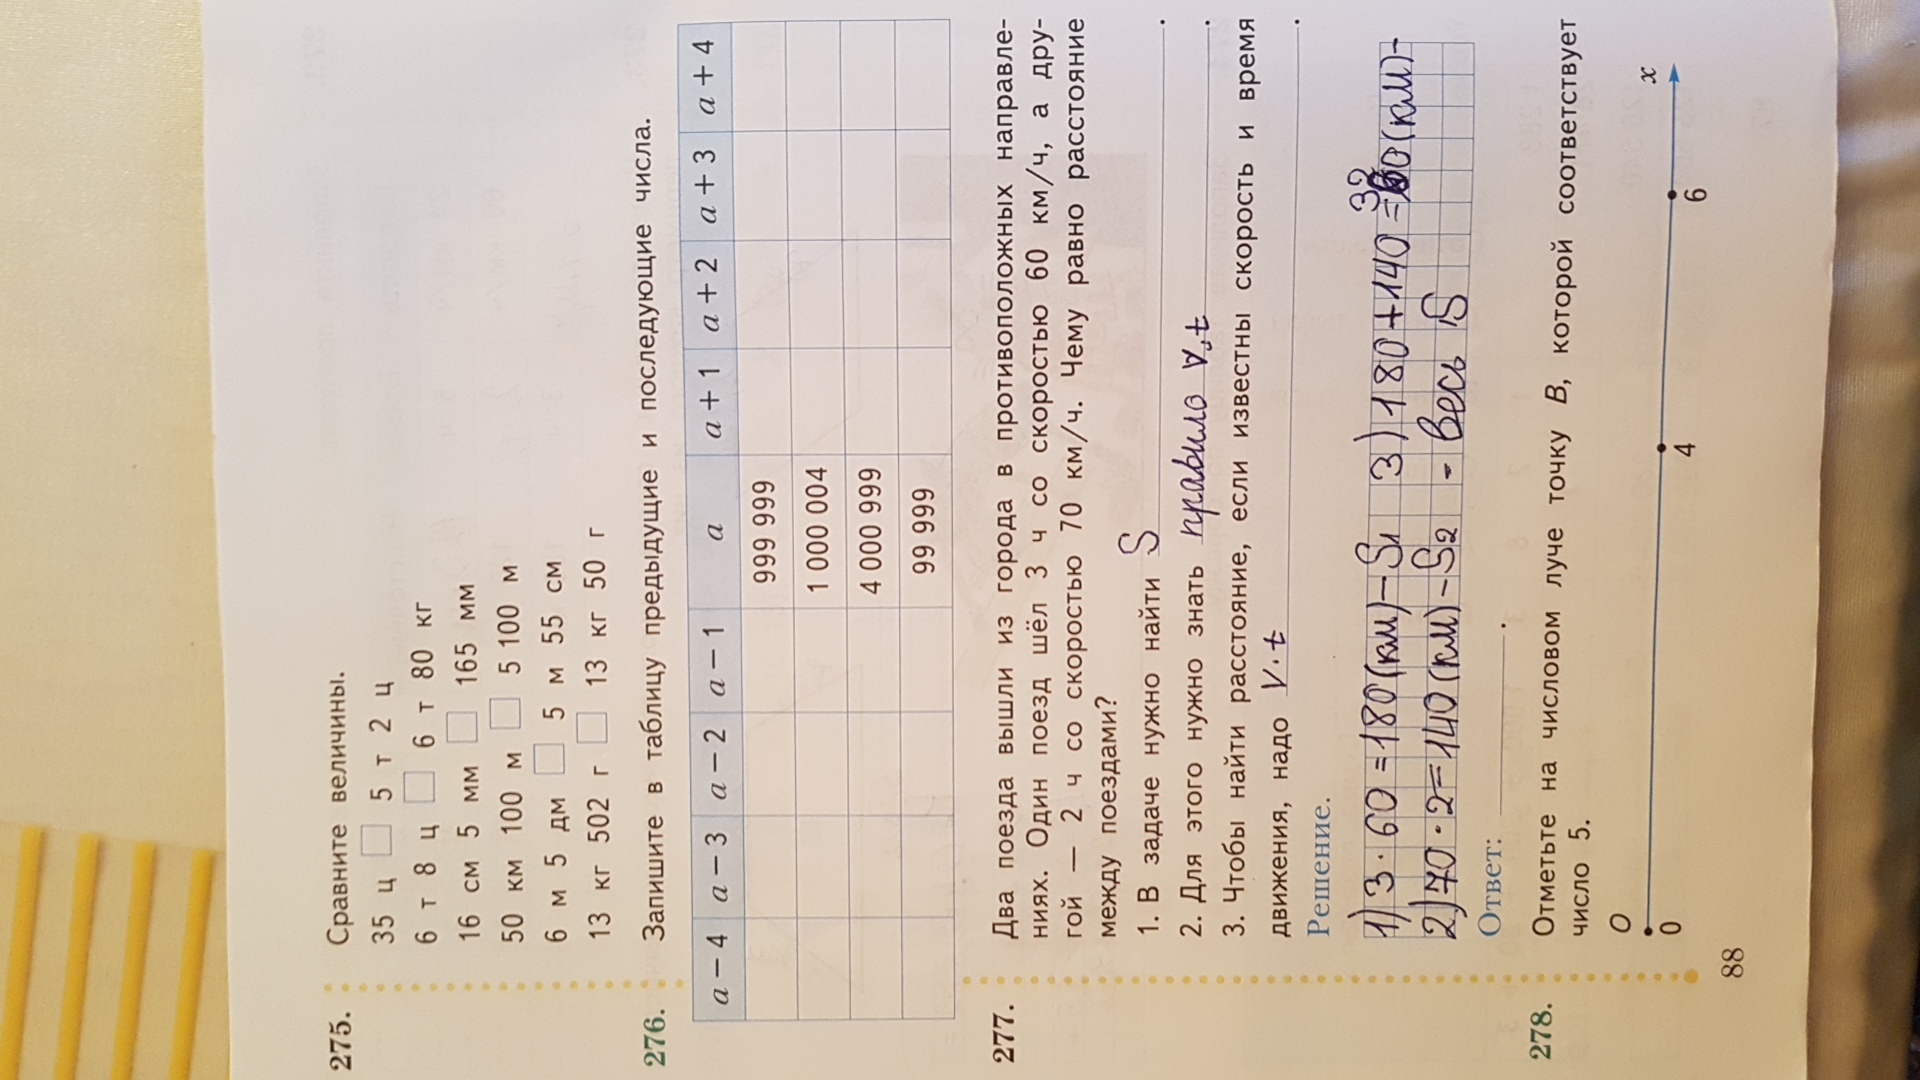 275. Сравните величины.
35 ц □ 5 т 2 ц
6 т 8 ц □ 6 т 80 кг
16 см 5 мм □ 165 мм
50 км 100 м □ 5 100 м
6 м 5 дм □ 5 м 55 см
13 кг 502 г □ 13 кг 50 г
276. Запишите в таблицу предыдущие и последующие числа.
a − 4 a − 3 a − 2 a − 1 a a + 1 a + 2 a + 3 a + 4
999 999
1 000 004
4 000 999
99 999
277. Два поезда вышли из города в противоположных направле-
ниях. Один поезд шёл 3 ч со скоростью 60 км/ч, а дру-
гой — 2 ч со скоростью 70 км/ч. Чему равно расстояние
между поездами?
1. В задаче нужно найти S.
2. Для этого нужно знать правило V,t.
3. Чтобы найти расстояние, если известны скорость и время
движения, надо V·t.
Решение.
1) 3·60=180(км)–S1 3) 180+140=320(км)–
2) 70·2=140(км)–S2 - весь S
Ответ: .
278. Отметьте на числовом луче точку B, которой соответствует
число 5.
O x
0 4 6
88